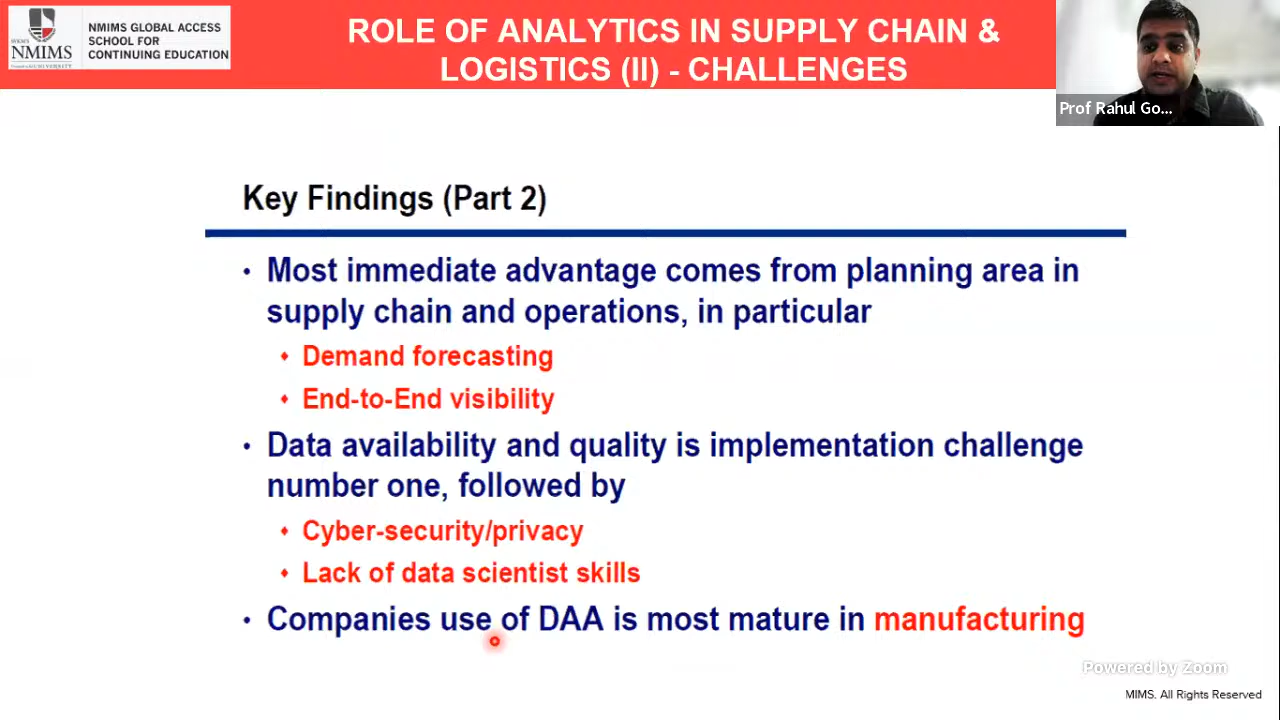 NMIMS
NMIMS GLOBAL ACCESS
SCHOOL FOR
CONTINUING EDUCATION
ROLE OF ANALYTICS IN SUPPLY CHAIN &
LOGISTICS (II) - CHALLENGES
Prof Rahul Go...
Key Findings (Part 2)
• Most immediate advantage comes from planning area in
supply chain and operations, in particular
♦ Demand forecasting
♦ End-to-End visibility
• Data availability and quality is implementation challenge
number one, followed by
♦ Cyber-security/privacy
♦ Lack of data scientist skills
• Companies use of DAA is most mature in manufacturing
Powered by Zoom
MIMS. All Rights Reserved